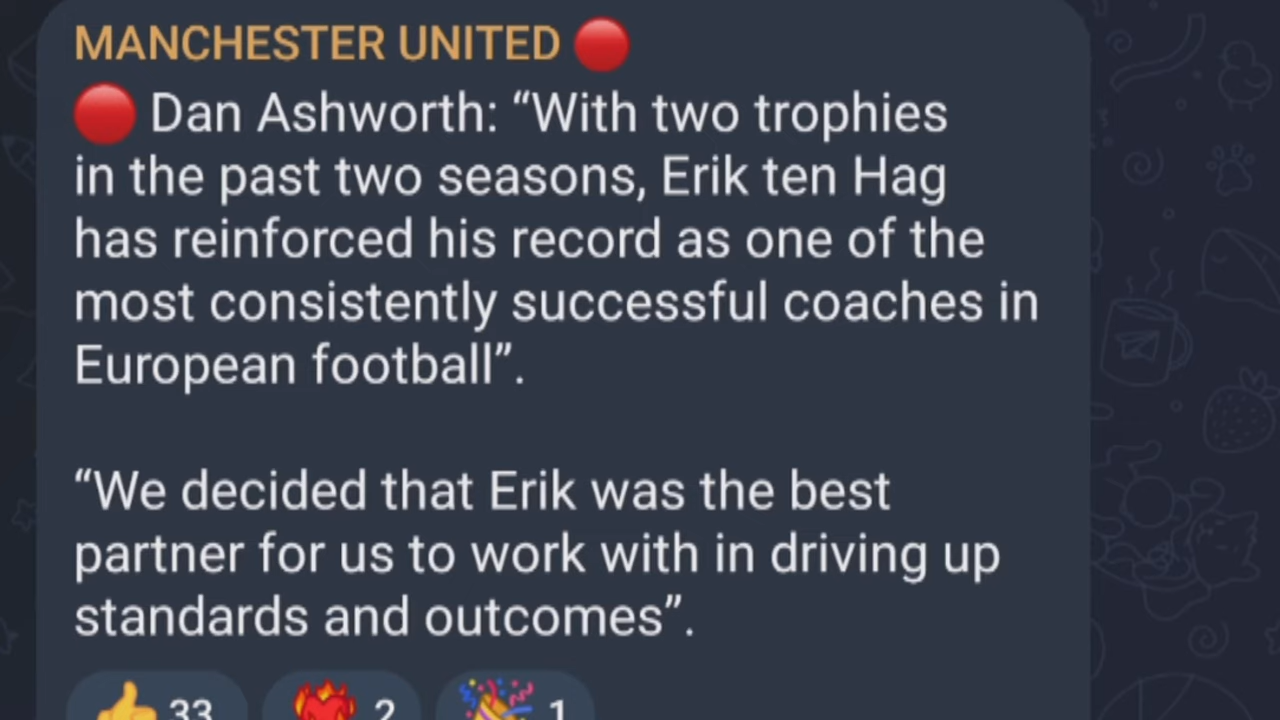 MANCHESTER UNITED 🔴
🔴 Dan Ashworth: “With two trophies
in the past two seasons, Erik ten Hag
has reinforced his record as one of the
most consistently successful coaches in
European football”.
“We decided that Erik was the best
partner for us to work with in driving up
standards and outcomes”.
👍 33 ❤️‍🔥 2 🎉 1